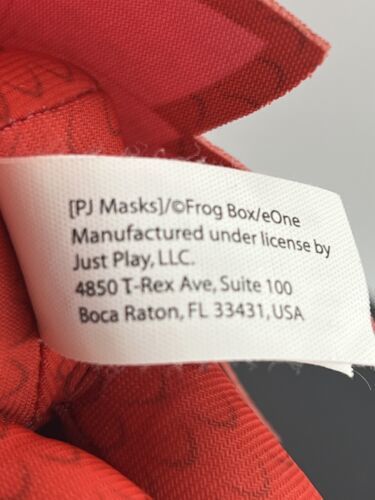 [PJ Masks]/©Frog Box/eOne
Manufactured under license by
Just Play, LLC.
4850 T-Rex Ave, Suite 100
Boca Raton, FL 33431, USA